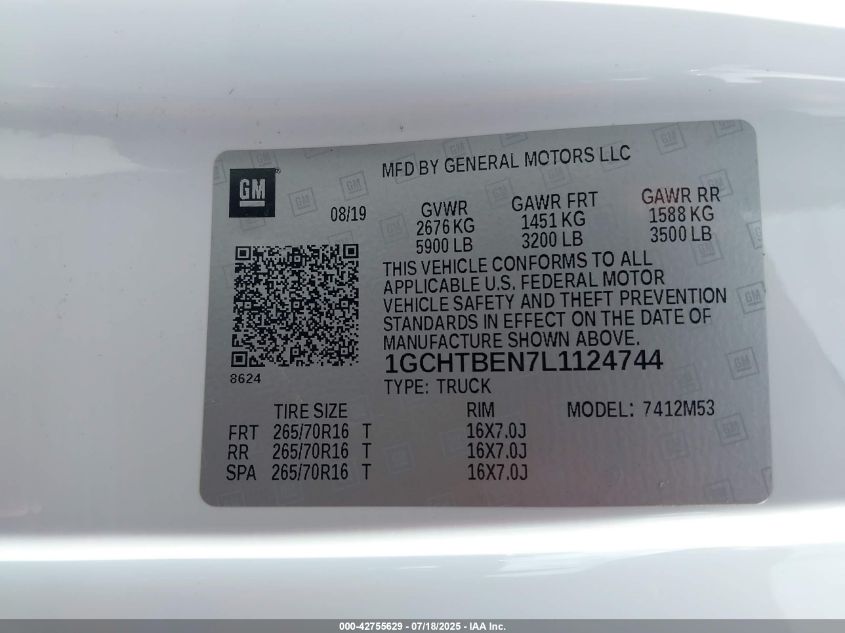 MFD BY GENERAL MOTORS LLC
GM
08/19
GVWR GAWR FRT GAWR RR
2676 KG 1451 KG 1588 KG
5900 LB 3200 LB 3500 LB
THIS VEHICLE CONFORMS TO ALL
APPLICABLE U.S. FEDERAL MOTOR
VEHICLE SAFETY AND THEFT PREVENTION
STANDARDS IN EFFECT ON THE DATE OF
MANUFACTURE SHOWN ABOVE.
8624
1GCHTBEN7L1124744
TYPE: TRUCK
TIRE SIZE RIM MODEL: 7412M53
FRT 265/70R16 T 16X7.0J
RR 265/70R16 T 16X7.0J
SPA 265/70R16 T 16X7.0J
000-42755629 - 07/18/2025 - IAA Inc.